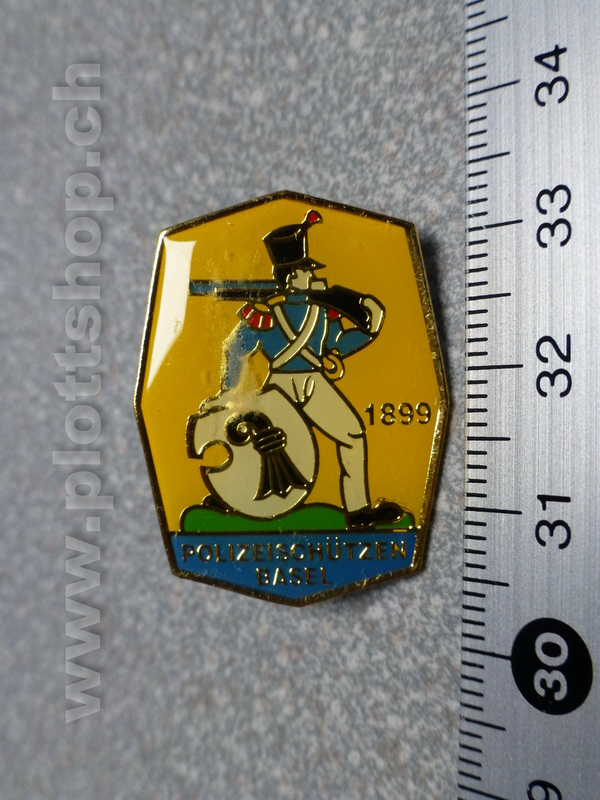 1899
POLIZEISCHÜTZEN
BASEL
www.plottshop.ch
34
33
32
31
30